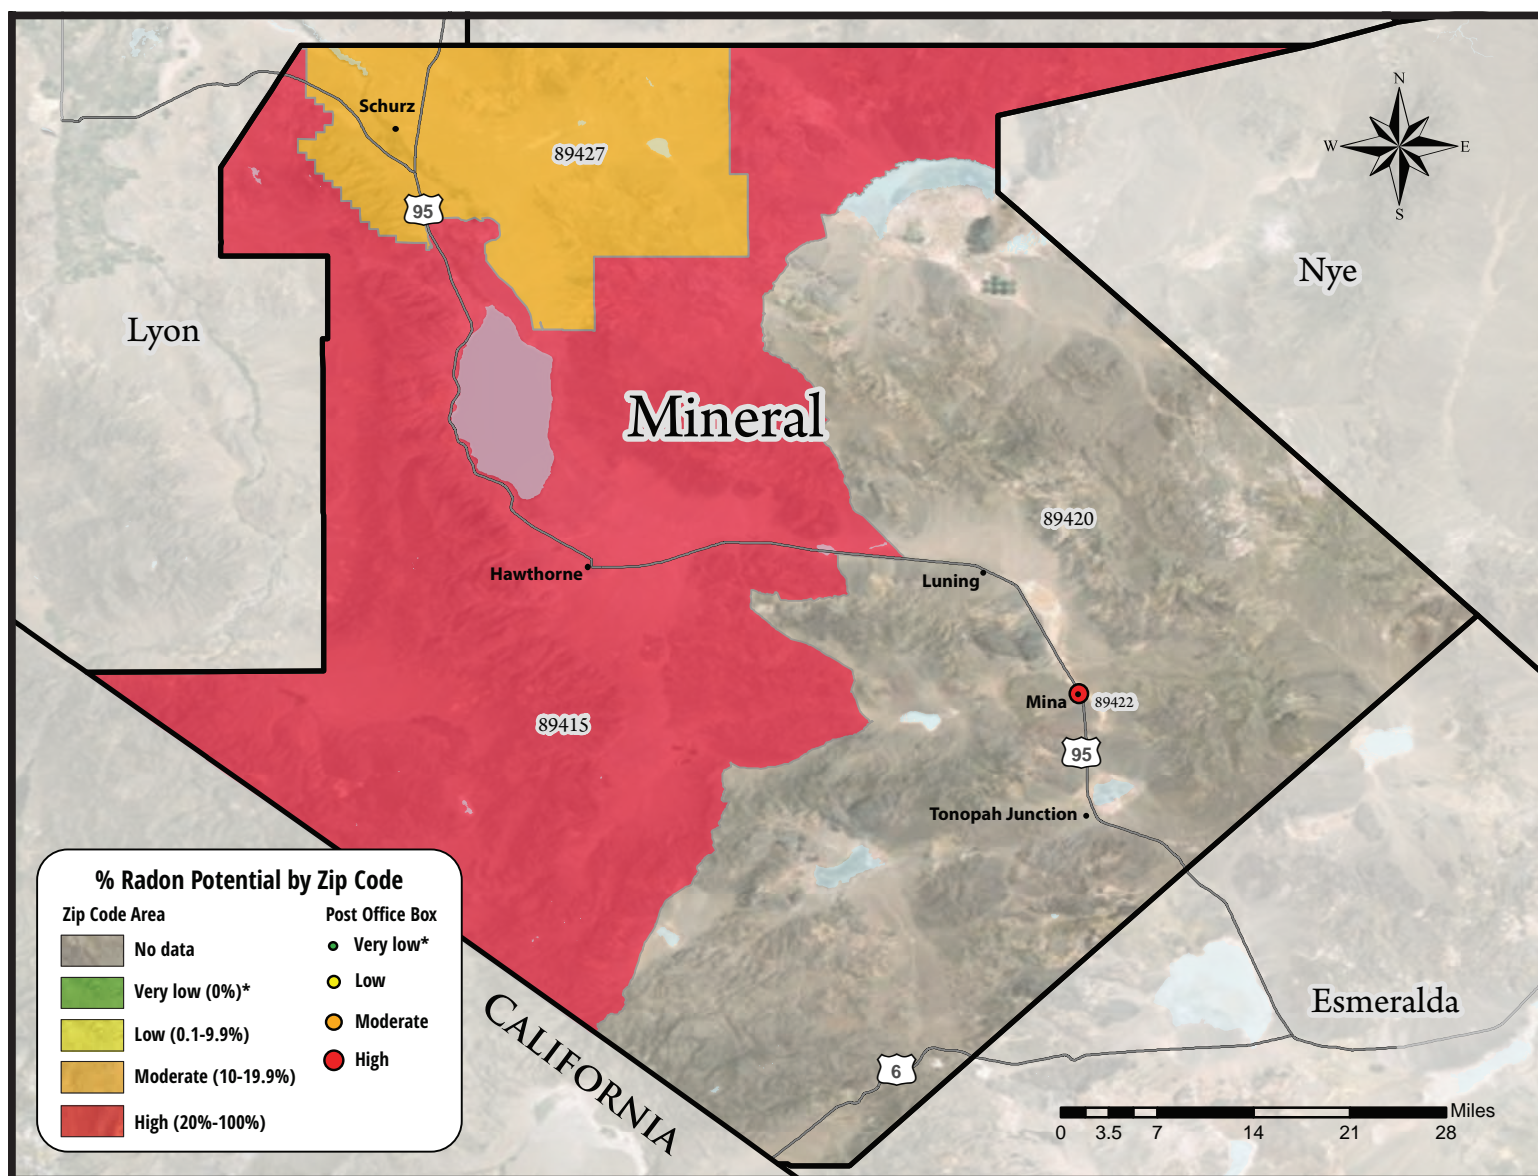 N
W
E
S
Schurz
89427
95
Nye
Lyon
Mineral
89420
Hawthorne
Luning
Mina
89422
89415
95
Tonopah Junction
% Radon Potential by Zip Code
Zip Code Area
No data
Very low (0%)*
Low (0.1-9.9%)
Moderate (10-19.9%)
High (20%-100%)
Post Office Box
Very low*
Low
Moderate
High
CALIFORNIA
Esmeralda
6
Miles
0 3.5 7 14 21 28